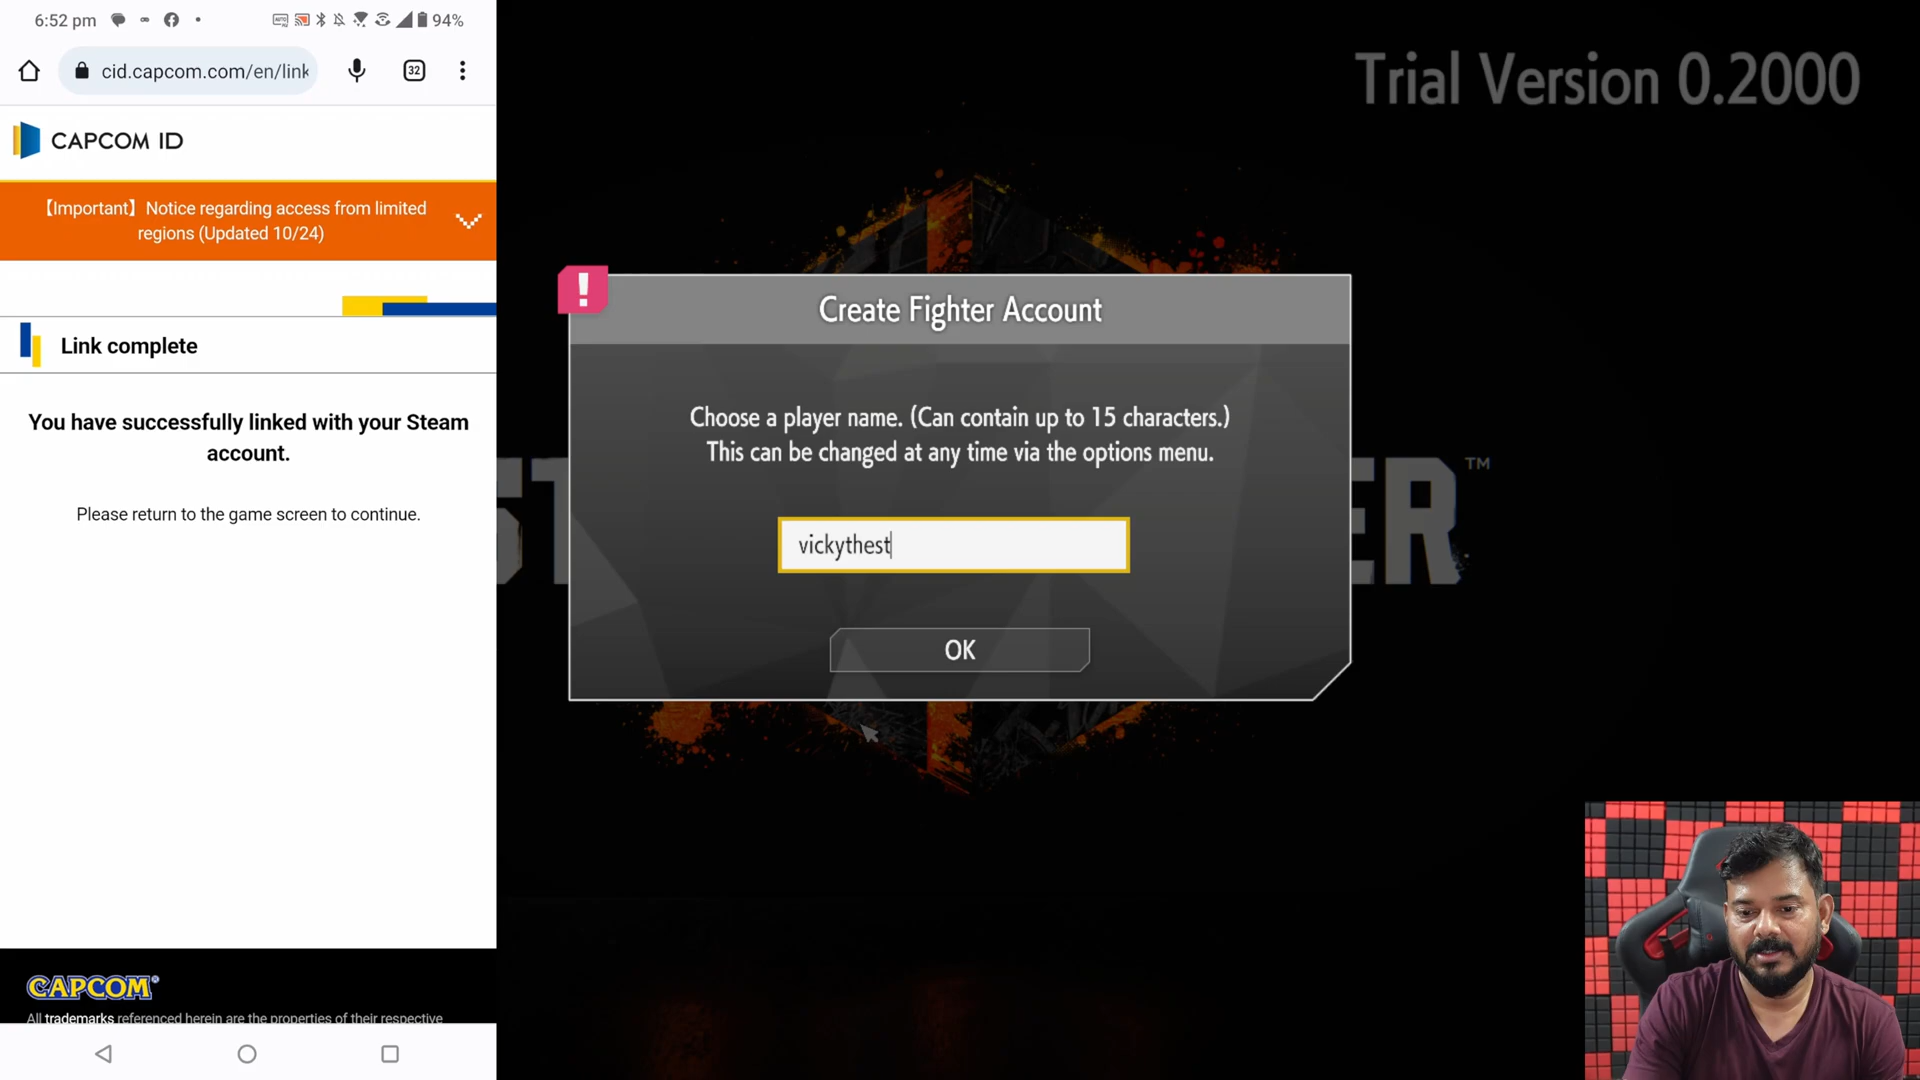 6:52 pm
94%
cid.capcom.com/en/link
32
CAPCOM ID
【Important】Notice regarding access from limited
regions (Updated 10/24)
Link complete
You have successfully linked with your Steam
account.
Please return to the game screen to continue.
CAPCOM
All trademarks referenced herein are the properties of their respective
Trial Version 0.2000
ST
ER™
!
Create Fighter Account
Choose a player name. (Can contain up to 15 characters.)
This can be changed at any time via the options menu.
vickythest
OK